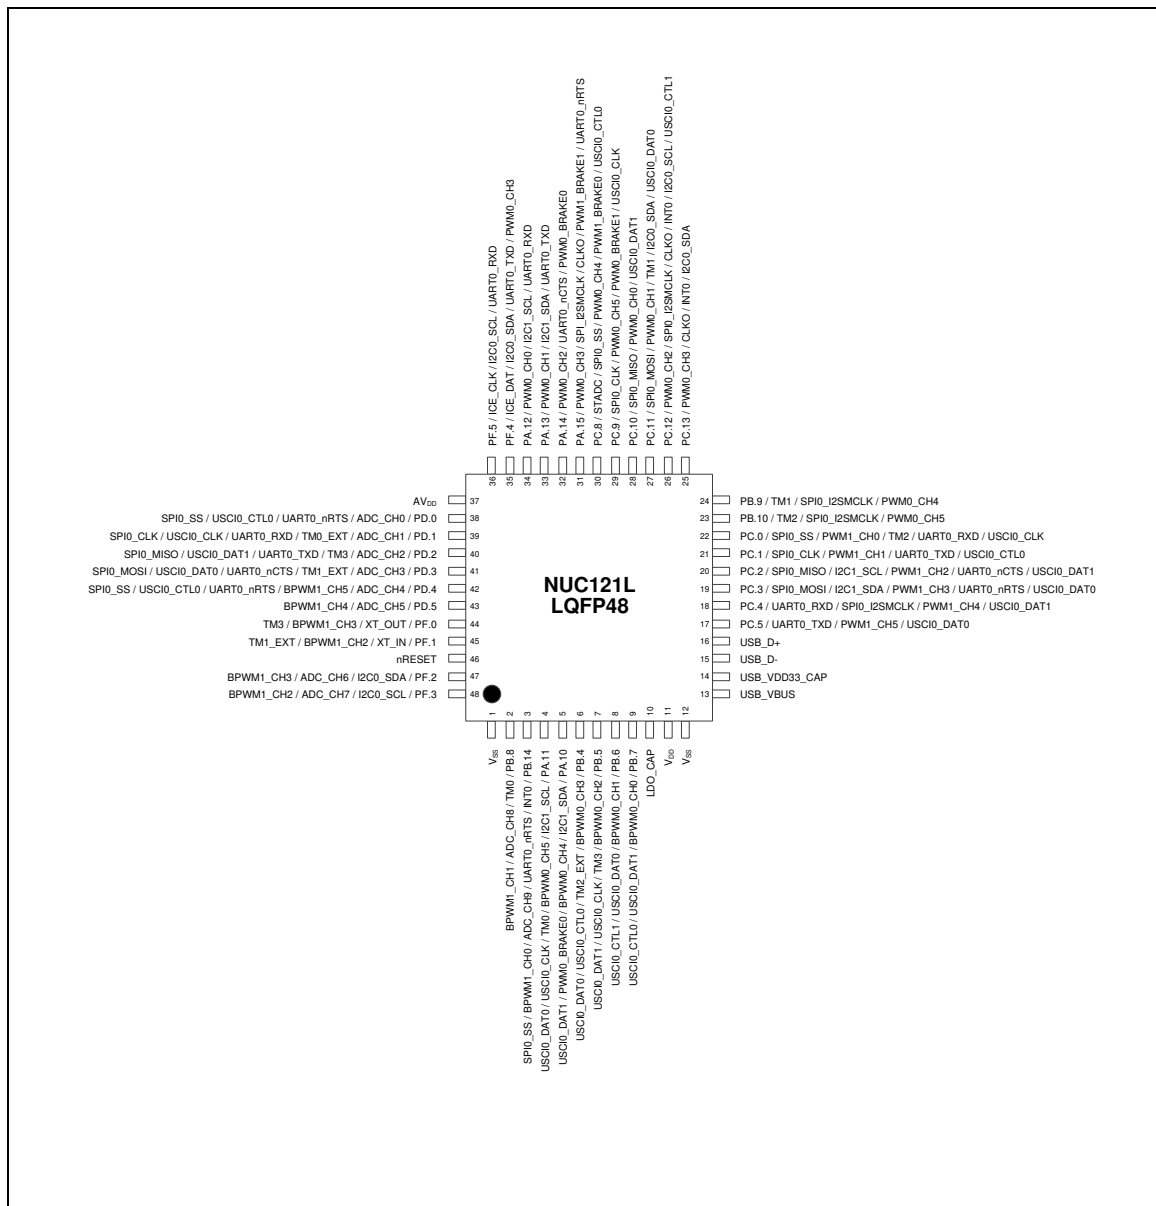 PF.5 / ICE_CLK / I2C0_SCL / UART0_RXD
PF.4 / ICE_DAT / I2C0_SDA / UART0_TXD / PWM0_CH3
PA.12 / PWM0_CH0 / I2C1_SCL / UART0_RXD
PA.13 / PWM0_CH1 / I2C1_SDA / UART0_TXD
PA.14 / PWM0_CH2 / UART0_nCTS / PWM0_BRAKE0
PA.15 / PWM0_CH3 / SPI_I2SMCLK / CLKO / PWM1_BRAKE1 / UART0_nRTS
PC.8 / STADC / SPI0_SS / PWM0_CH4 / PWM1_BRAKE0 / USCI0_CTL0
PC.9 / SPI0_CLK / PWM0_CH5 / PWM0_BRAKE1 / USCI0_CLK
PC.10 / SPI0_MISO / PWM0_CH0 / USCI0_DAT1
PC.11 / SPI0_MOSI / PWM0_CH1 / TM1 / I2C0_SDA / USCI0_DAT0
PC.12 / PWM0_CH2 / SPI0_I2SMCLK / CLKO / INT0 / I2C0_SCL / USCI0_CTL1
PC.13 / PWM0_CH3 / CLKO / INT0 / I2C0_SDA
36 35 34 33 32 31 30 29 28 27 26 25
AVDD 37
SPI0_SS / USCI0_CTL0 / UART0_nRTS / ADC_CH0 / PD.0 38
SPI0_CLK / USCI0_CLK / UART0_RXD / TM0_EXT / ADC_CH1 / PD.1 39
SPI0_MISO / USCI0_DAT1 / UART0_TXD / TM3 / ADC_CH2 / PD.2 40
SPI0_MOSI / USCI0_DAT0 / UART0_nCTS / TM1_EXT / ADC_CH3 / PD.3 41
SPI0_SS / USCI0_CTL0 / UART0_nRTS / BPWM1_CH5 / ADC_CH4 / PD.4 42
BPWM1_CH4 / ADC_CH5 / PD.5 43
TM3 / BPWM1_CH3 / XT_OUT / PF.0 44
TM1_EXT / BPWM1_CH2 / XT_IN / PF.1 45
nRESET 46
BPWM1_CH3 / ADC_CH6 / I2C0_SDA / PF.2 47
BPWM1_CH2 / ADC_CH7 / I2C0_SCL / PF.3 48
NUC121L
LQFP48
24 PB.9 / TM1 / SPI0_I2SMCLK / PWM0_CH4
23 PB.10 / TM2 / SPI0_I2SMCLK / PWM0_CH5
22 PC.0 / SPI0_SS / PWM1_CH0 / TM2 / UART0_RXD / USCI0_CLK
21 PC.1 / SPI0_CLK / PWM1_CH1 / UART0_TXD / USCI0_CTL0
20 PC.2 / SPI0_MISO / I2C1_SCL / PWM1_CH2 / UART0_nCTS / USCI0_DAT1
19 PC.3 / SPI0_MOSI / I2C1_SDA / PWM1_CH3 / UART0_nRTS / USCI0_DAT0
18 PC.4 / UART0_RXD / SPI0_I2SMCLK / PWM1_CH4 / USCI0_DAT1
17 PC.5 / UART0_TXD / PWM1_CH5 / USCI0_DAT0
16 USB_D+
15 USB_D-
14 USB_VDD33_CAP
13 USB_VBUS
1 2 3 4 5 6 7 8 9 10 11 12
VSS
BPWM1_CH1 / ADC_CH8 / TM0 / PB.8
SPI0_SS / BPWM1_CH0 / ADC_CH9 / UART0_nRTS / INT0 / PB.14
USCI0_DAT0 / USCI0_CLK / TM0 / BPWM0_CH5 / I2C1_SCL / PA.11
USCI0_DAT1 / PWM0_BRAKE0 / BPWM0_CH4 / I2C1_SDA / PA.10
USCI0_DAT0 / USCI0_CTL0 / TM2_EXT / BPWM0_CH3 / PB.4
USCI0_DAT1 / USCI0_CLK / TM3 / BPWM0_CH2 / PB.5
USCI0_CTL1 / USCI0_DAT0 / BPWM0_CH1 / PB.6
USCI0_CTL0 / USCI0_DAT1 / BPWM0_CH0 / PB.7
LDO_CAP
VDD
VSS